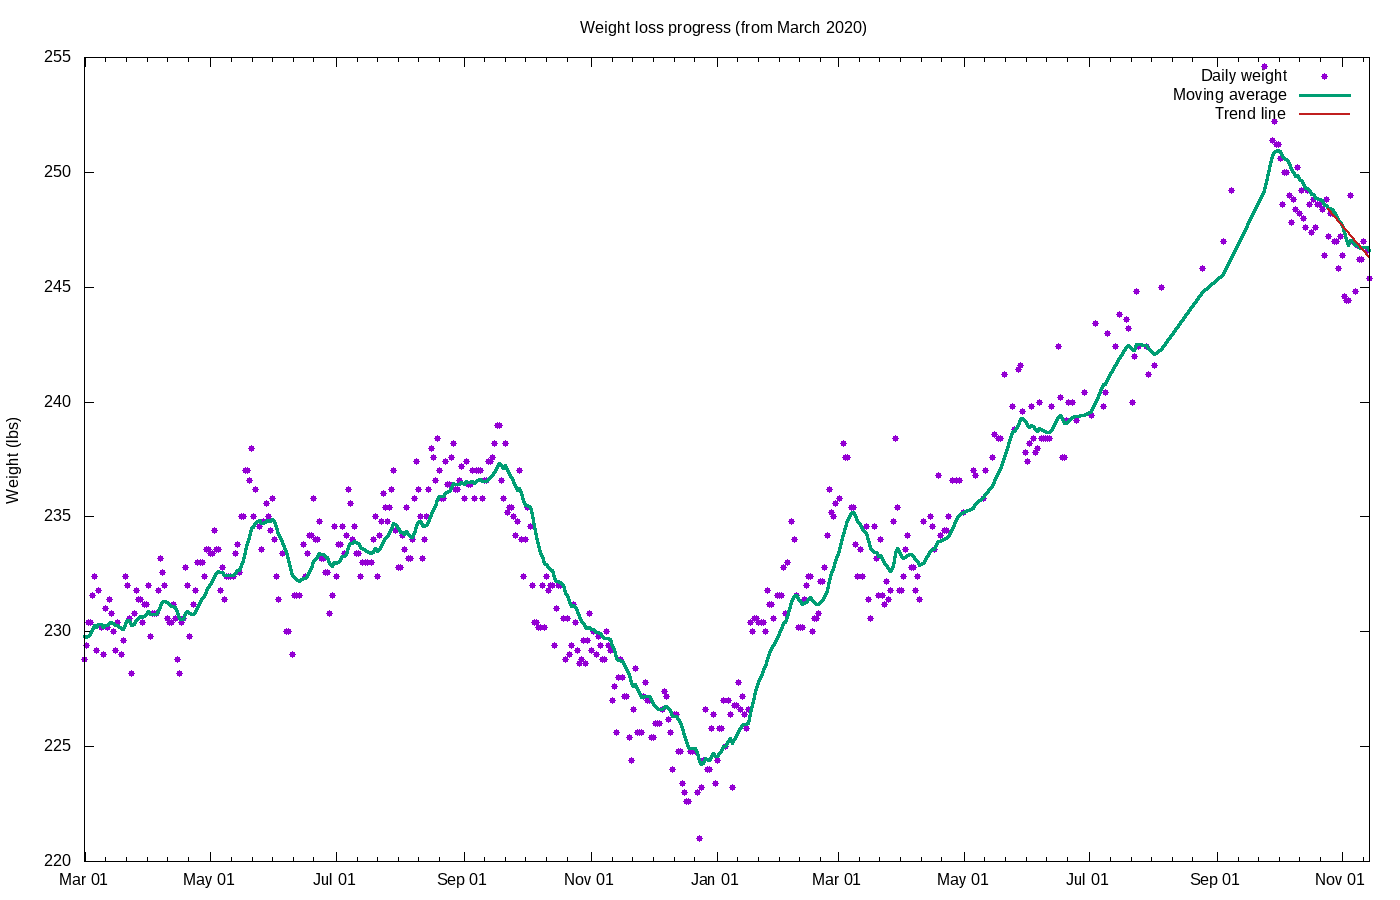 Weight loss progress (from March 2020)
255
250
245
240
235
230
225
220
Weight (lbs)
Daily weight
Moving average
Trend line
Mar 01 May 01 Jul 01 Sep 01 Nov 01 Jan 01 Mar 01 May 01 Jul 01 Sep 01 Nov 01